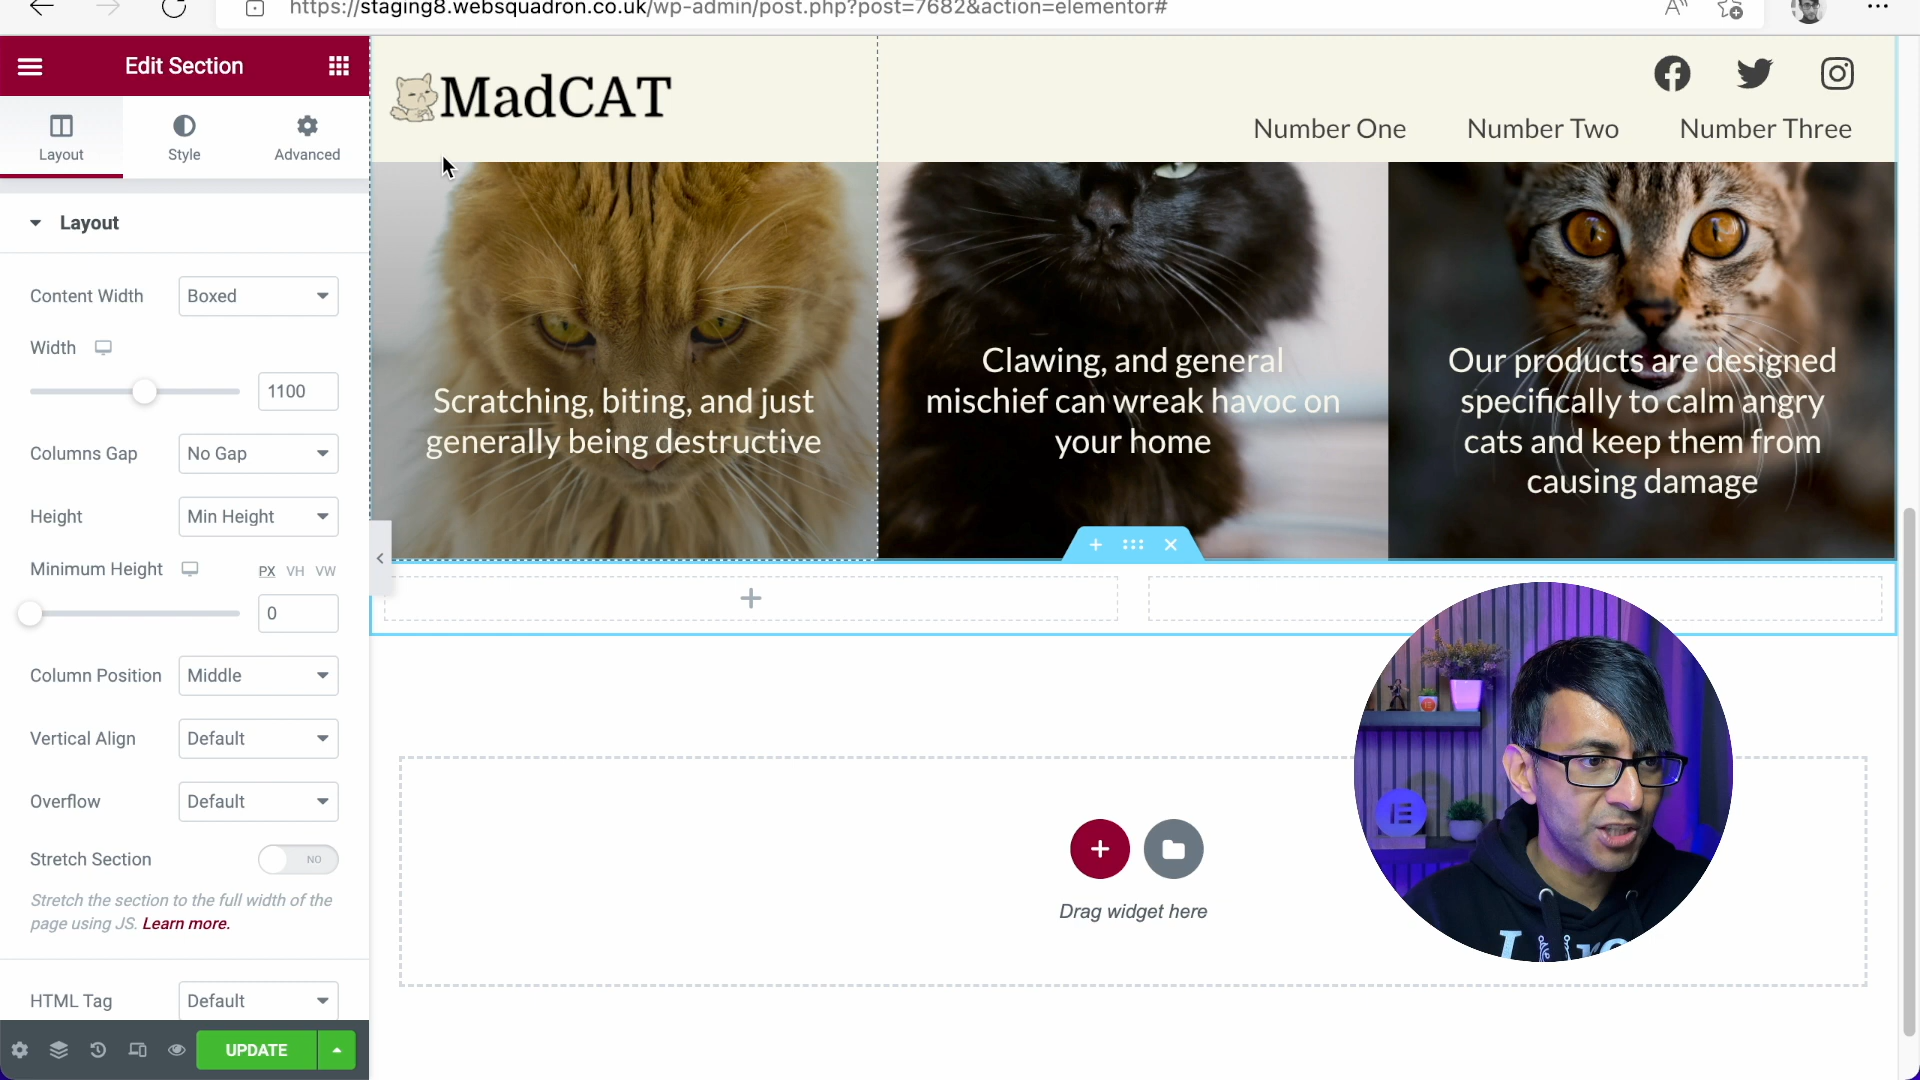 https://staging8.websquadron.co.uk/wp-admin/post.php?post=7682&action=elementor#
Edit Section
Layout
Style
Advanced
Layout
Content Width
Boxed
Width
1100
Columns Gap
No Gap
Height
Min Height
Minimum Height
PX VH VW
0
Column Position
Middle
Vertical Align
Default
Overflow
Default
Stretch Section
NO
Stretch the section to the full width of the
page using JS. Learn more.
HTML Tag
Default
UPDATE
MadCAT
Number One
Number Two
Number Three
Scratching, biting, and just
generally being destructive
Clawing, and general
mischief can wreak havoc on
your home
Our products are designed
specifically to calm angry
cats and keep them from
causing damage
Drag widget here